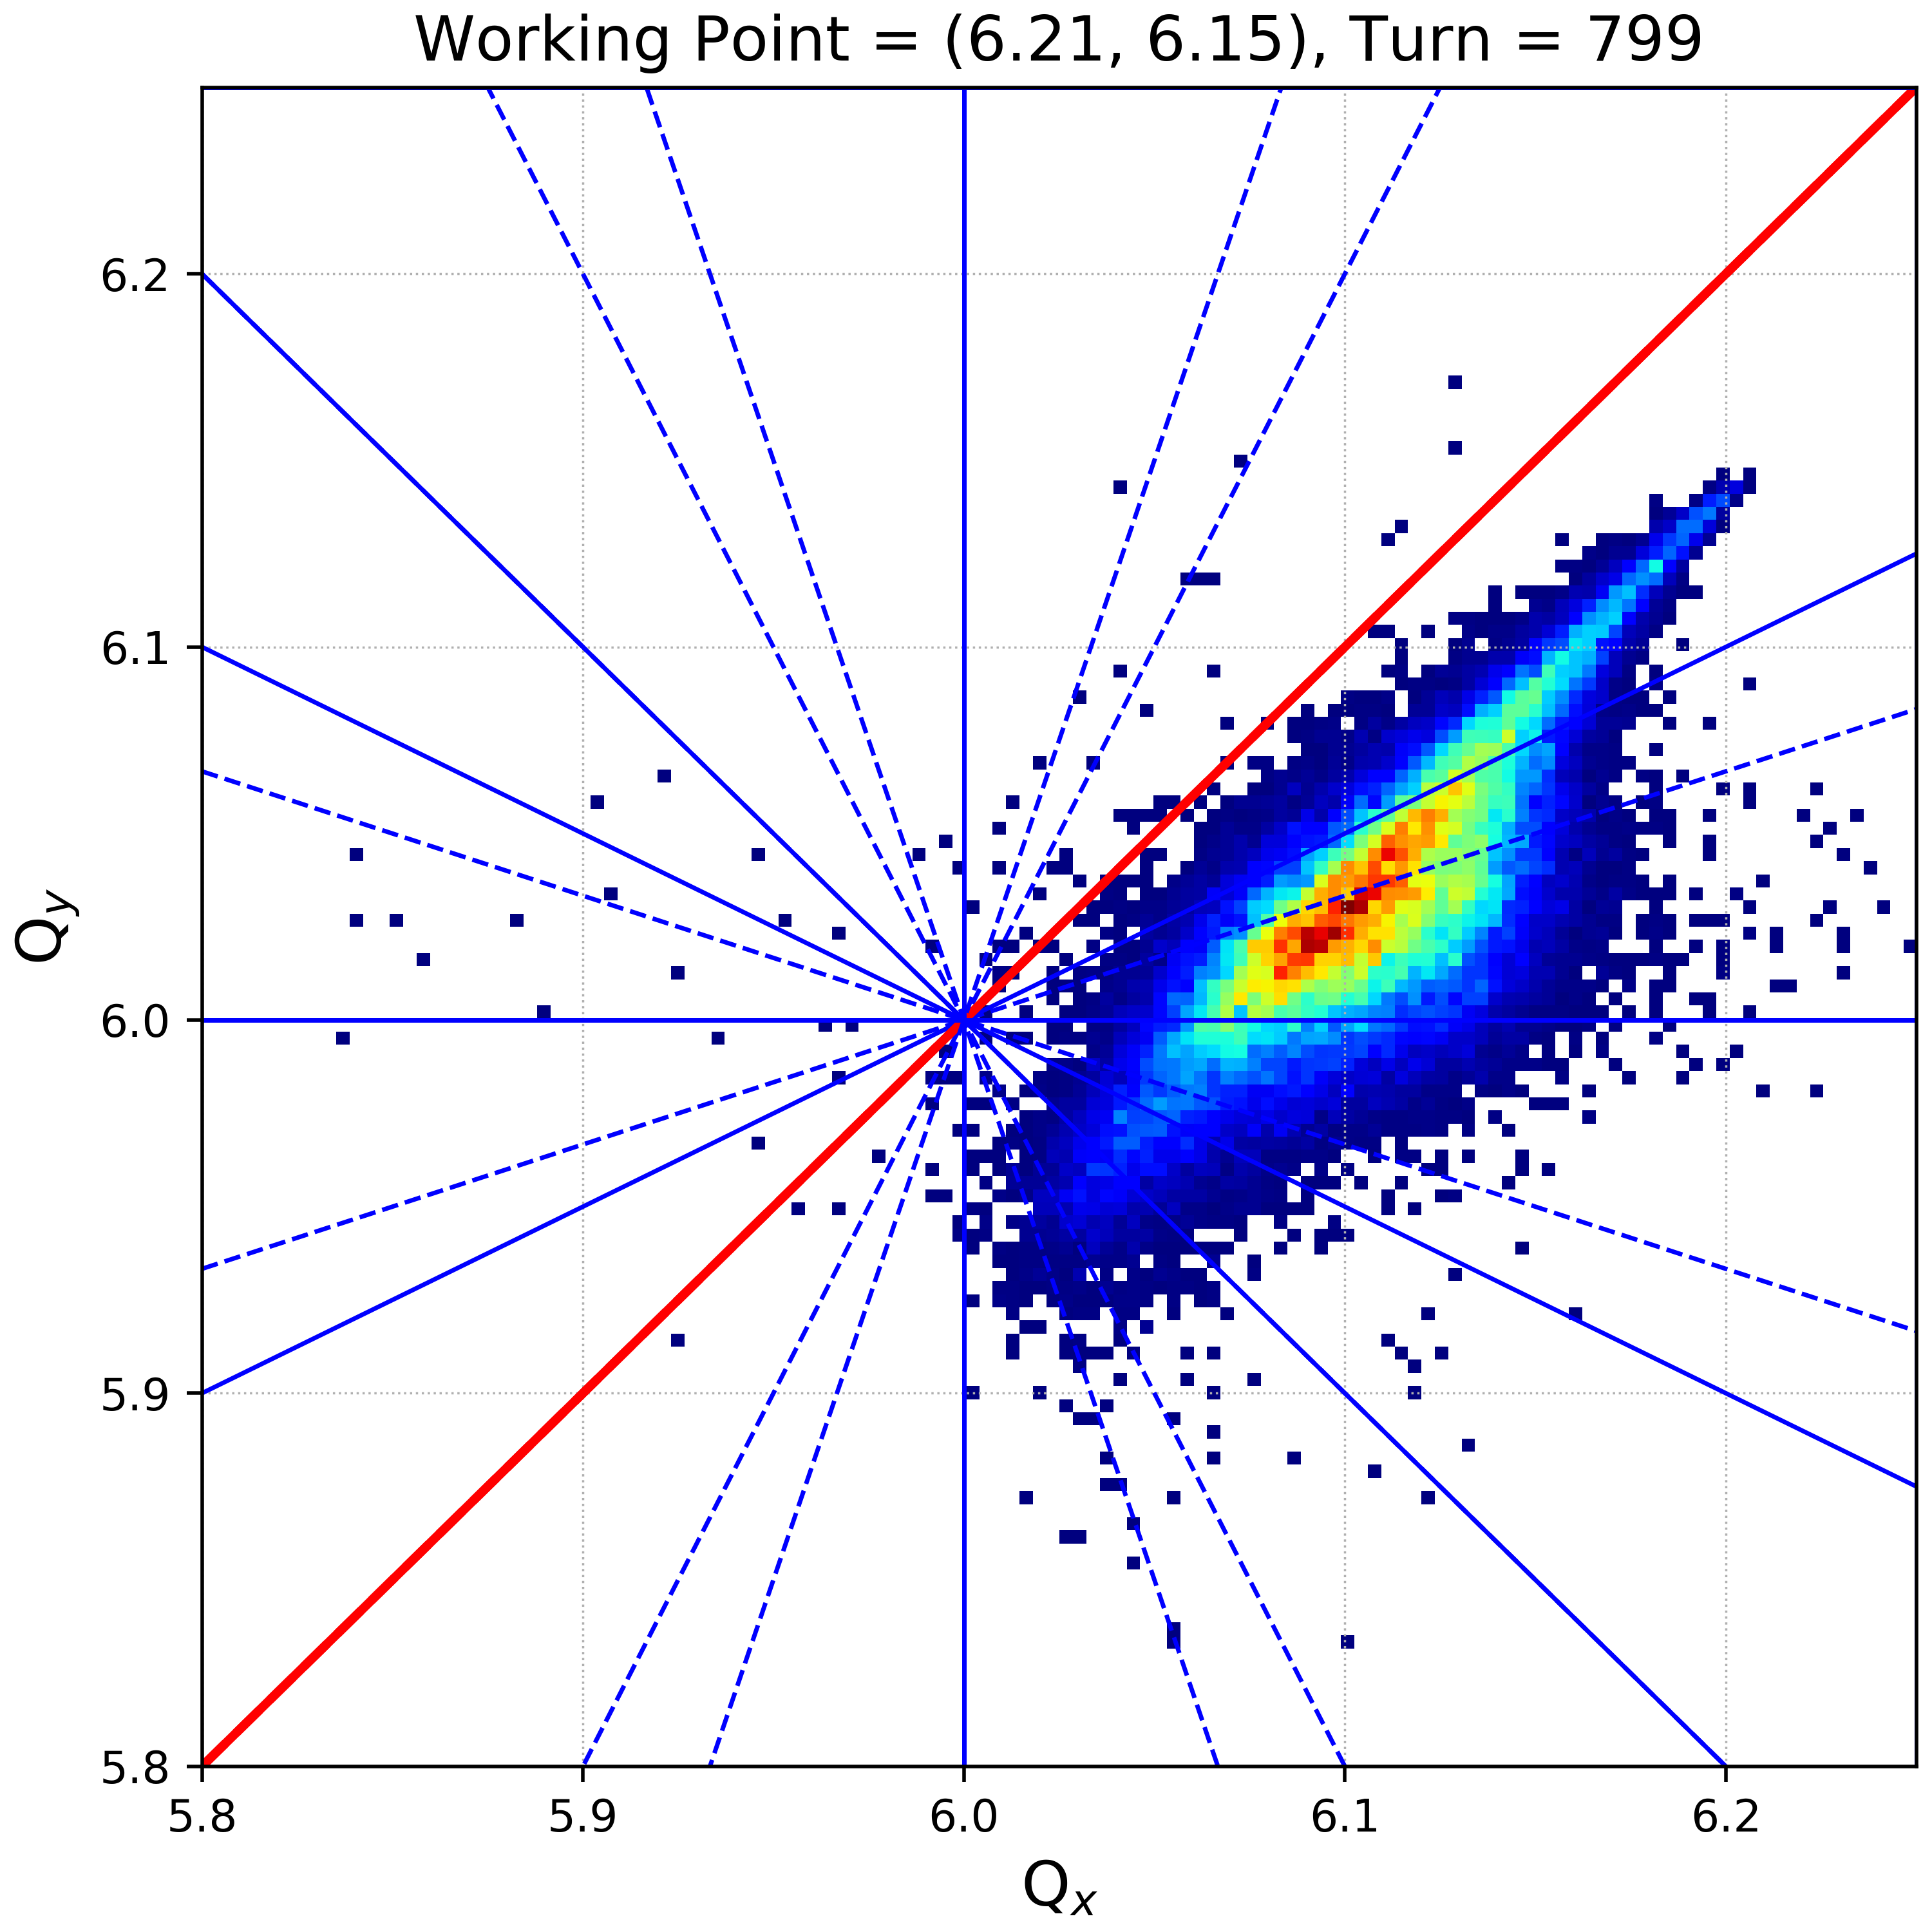 Working Point = (6.21, 6.15), Turn = 799
6.2
6.1
6.0
5.9
5.8
Qy
5.8 5.9 6.0 6.1 6.2
Qx